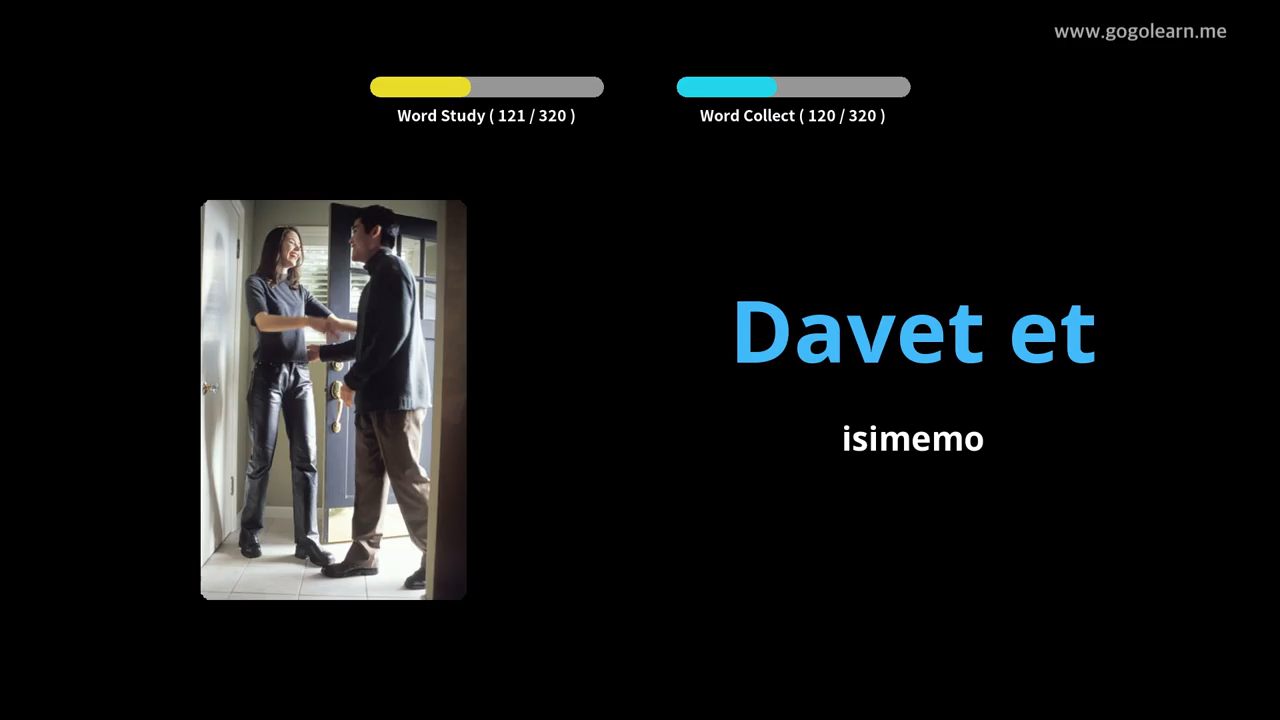 www.gogolearn.me
Word Study ( 121 / 320 )
Word Collect ( 120 / 320 )
Davet et
isimemo